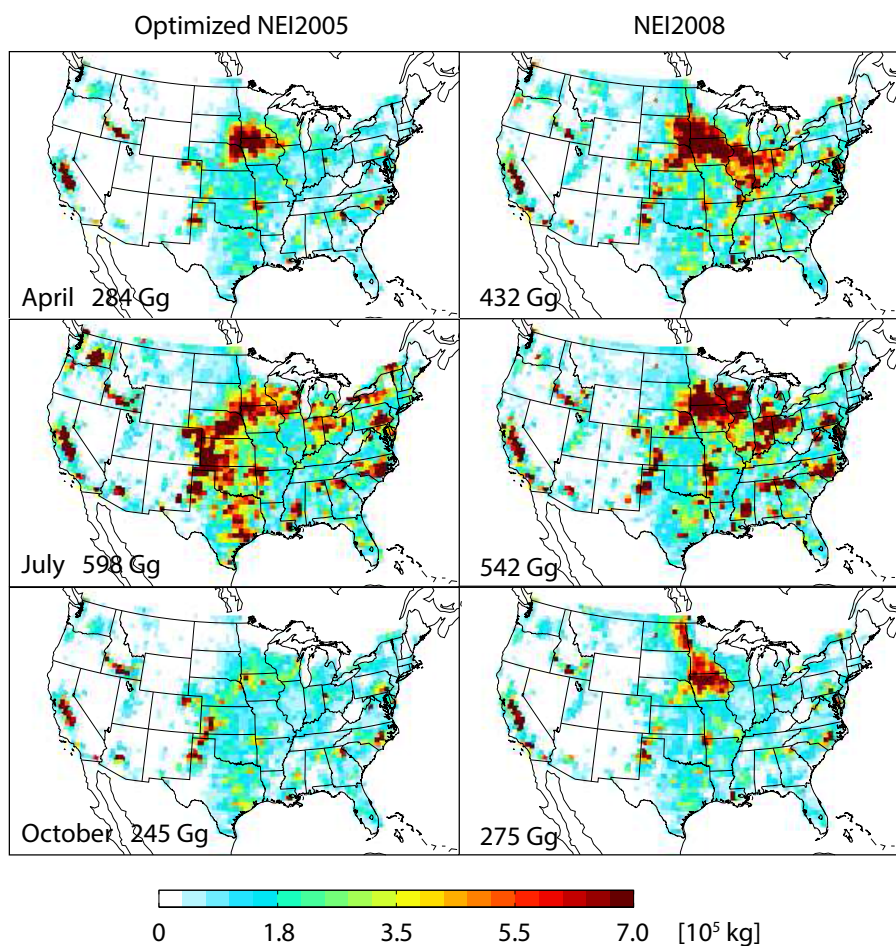 Optimized NEI2005 NEI2008
April 284 Gg 432 Gg
July 598 Gg 542 Gg
October 245 Gg 275 Gg
0 1.8 3.5 5.5 7.0 [10⁵ kg]